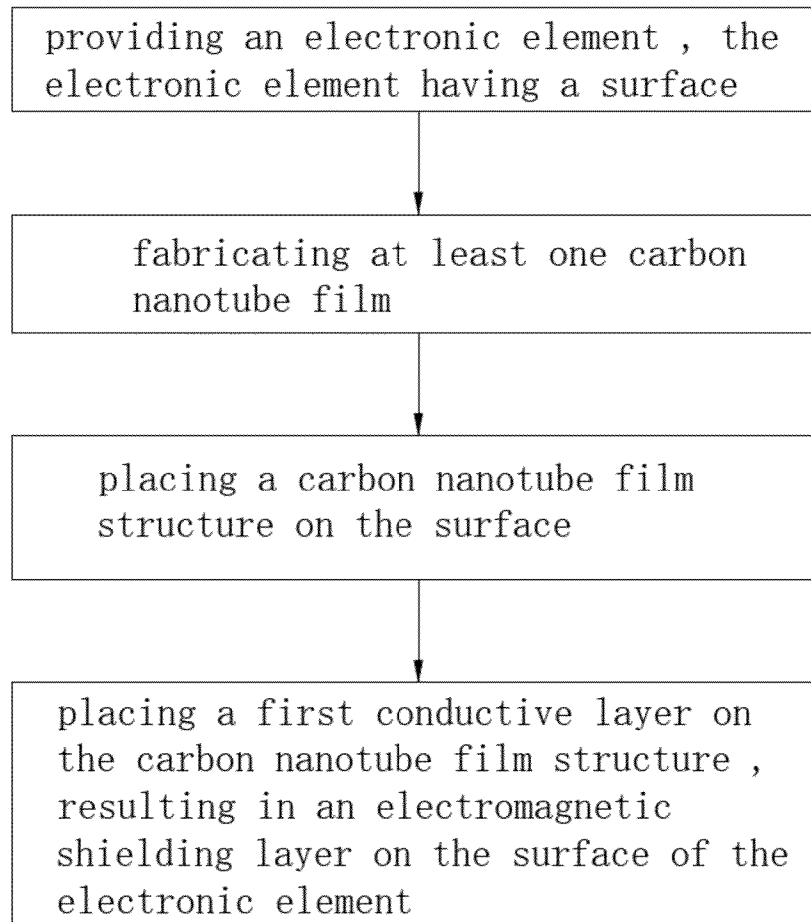 providing an electronic element , the
electronic element having a surface
fabricating at least one carbon
nanotube film
placing a carbon nanotube film
structure on the surface
placing a first conductive layer on
the carbon nanotube film structure ,
resulting in an electromagnetic
shielding layer on the surface of the
electronic element